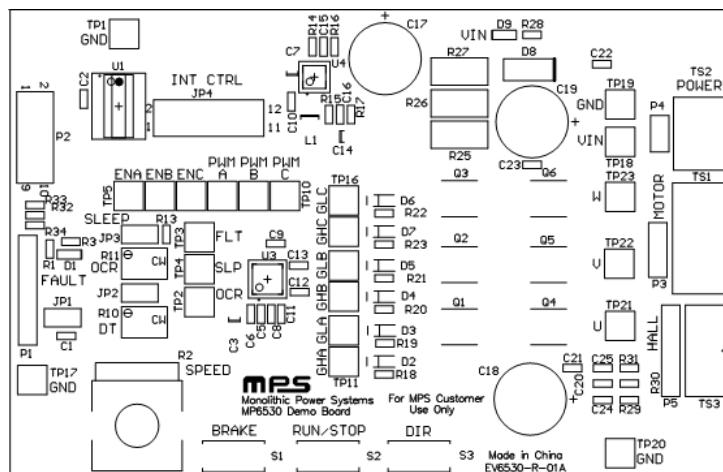 TP1
GND
C2
U1
INT CTRL
JP4
2
1
12
11
C7
R14
C15
R16
U4
C10
L1
R15
C16
R17
C14
C17
VIN
D9
R28
R27
R26
R25
D8
C19
C22
C23
TP19
GND
VIN
TP18
TS2
POWER
P4
1
2
P2
9
10
ENA ENB ENC
PWM A
PWM B
PWM C
TP5
TP10
TP16
GLC
GHC
GLB
GHB
GLA
GHA
TP11
D6
R22
D7
R23
D5
R21
D4
R20
D3
R19
D2
R18
Q3
Q6
Q2
Q5
Q1
Q4
TP23
W
TP22
V
TP21
U
MOTOR
P3
TS1
R33
R32
R34
R3
R1
D1
FAULT
SLEEP
JP3
R13
R11
OCR
CW
JP2
R10
DT
CW
TP3
FLT
TP4
SLP
TP2
OCR
C9
U3
C13
C12
C3
C6
C5
C8
C11
JP1
C1
P1
TP17
GND
R2
SPEED
MPS
Monolithic Power Systems
MP6530 Demo Board
For MPS Customer
Use Only
C18
C21
C20
C25
R31
C24
R29
HALL
R30
P5
TS3
BRAKE
S1
RUN/STOP
S2
DIR
S3
Made in China
EV6530-R-01A
TP20
GND